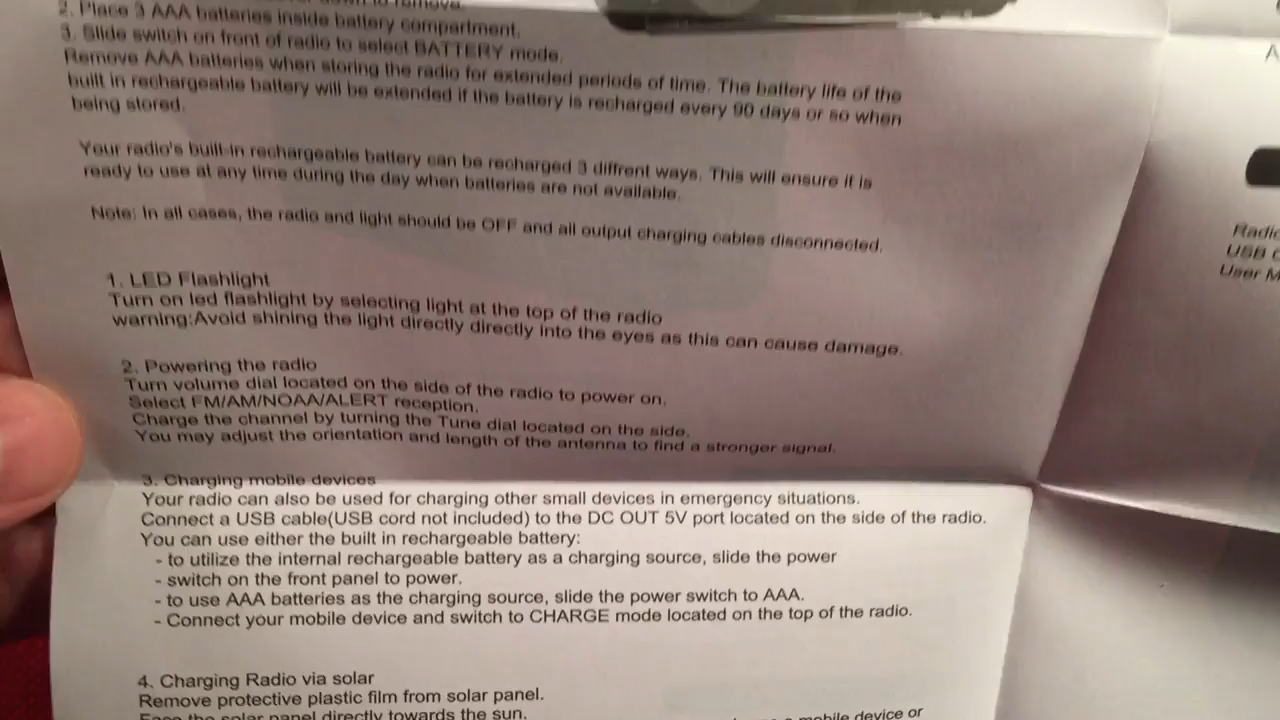 down to remove.
2. Place 3 AAA batteries inside battery compartment.
3. Slide switch on front of radio to select BATTERY mode.
Remove AAA batteries when storing the radio for extended periods of time. The battery life of the
built in rechargeable battery will be extended if the battery is recharged every 90 days or so when
being stored.
Your radio's built-in rechargeable battery can be recharged 3 diffrent ways. This will ensure it is
ready to use at any time during the day when batteries are not available.
Note: In all cases, the radio and light should be OFF and all output charging cables disconnected.
1. LED Flashlight
Turn on led flashlight by selecting light at the top of the radio
warning:Avoid shining the light directly directly into the eyes as this can cause damage.
2. Powering the radio
Turn volume dial located on the side of the radio to power on.
Select FM/AM/NOAA/ALERT reception.
Charge the channel by turning the Tune dial located on the side.
You may adjust the orientation and length of the antenna to find a stronger signal.
3. Charging mobile devices
Your radio can also be used for charging other small devices in emergency situations.
Connect a USB cable(USB cord not included) to the DC OUT 5V port located on the side of the radio.
You can use either the built in rechargeable battery:
- to utilize the internal rechargeable battery as a charging source, slide the power
- switch on the front panel to power.
- to use AAA batteries as the charging source, slide the power switch to AAA.
- Connect your mobile device and switch to CHARGE mode located on the top of the radio.
4. Charging Radio via solar
Remove protective plastic film from solar panel.
Face the solar panel directly towards the sun.
a mobile device or
A
Radio
USB C
User M